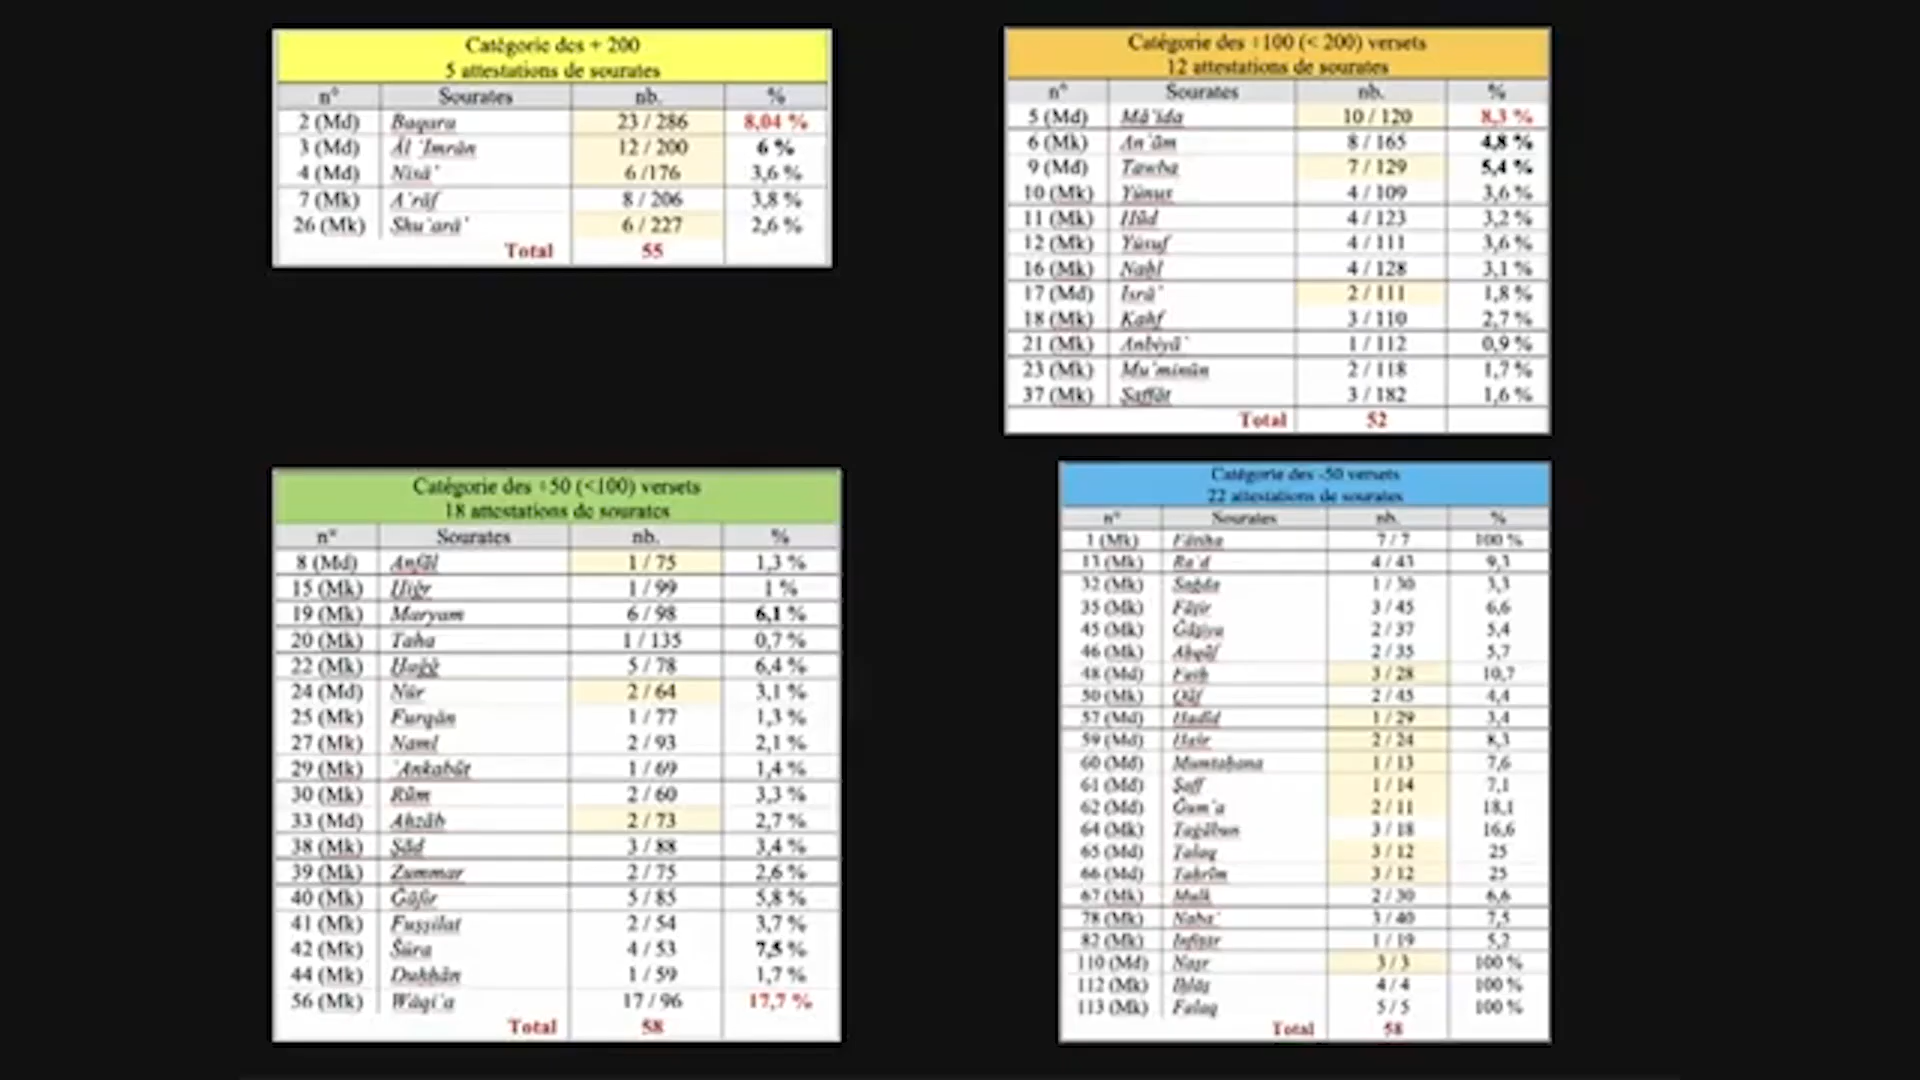 Catégorie des + 200
5 attestations de sourates
n° Sourates nb. %
2 (Md) Baqara 23 / 286 8,04 %
3 (Md) Āl ʿImrān 12 / 200 6 %
4 (Md) Nisāʾ 6 /176 3,6 %
7 (Mk) Aʿrāf 8 / 206 3,8 %
26 (Mk) Shuʿarāʾ 6 / 227 2,6 %
Total 55
Catégorie des +100 (< 200) versets
12 attestations de sourates
n° Sourates nb. %
5 (Md) Māʾida 10 / 120 8,3 %
6 (Mk) Anʿām 8 / 165 4,8 %
9 (Md) Tawba 7 / 129 5,4 %
10 (Mk) Yūnus 4 / 109 3,6 %
11 (Mk) Hūd 4 / 123 3,2 %
12 (Mk) Yūsuf 4 / 111 3,6 %
16 (Mk) Naḥl 4 / 128 3,1 %
17 (Md) Isrāʾ 2 / 111 1,8 %
18 (Mk) Kahf 3 / 110 2,7 %
21 (Mk) Anbiyāʾ 1 / 112 0,9 %
23 (Mk) Muʾminūn 2 / 118 1,7 %
37 (Mk) Ṣaffāt 3 / 182 1,6 %
Total 52
Catégorie des +50 (<100) versets
18 attestations de sourates
n° Sourates nb. %
8 (Md) Anfāl 1 / 75 1,3 %
15 (Mk) Ḥiǧr 1 / 99 1 %
19 (Mk) Maryam 6 / 98 6,1 %
20 (Mk) Taha 1 / 135 0,7 %
22 (Mk) Ḥaǧǧ 5 / 78 6,4 %
24 (Md) Nūr 2 / 64 3,1 %
25 (Mk) Furqān 1 / 77 1,3 %
27 (Mk) Naml 2 / 93 2,1 %
29 (Mk) ʿAnkabūt 1 / 69 1,4 %
30 (Mk) Rūm 2 / 60 3,3 %
33 (Md) Aḥzāb 2 / 73 2,7 %
38 (Mk) Ṣād 3 / 88 3,4 %
39 (Mk) Zummar 2 / 75 2,6 %
40 (Mk) Ġāfir 5 / 85 5,8 %
41 (Mk) Fuṣṣilat 2 / 54 3,7 %
42 (Mk) Šūra 4 / 53 7,5 %
44 (Mk) Duḫḫān 1 / 59 1,7 %
56 (Mk) Wāqiʿa 17 / 96 17,7 %
Total 58
Catégorie des -50 versets
22 attestations de sourates
n° Sourates nb. %
1 (Mk) Fātiḥa 7 / 7 100 %
13 (Mk) Raʿd 4 / 43 9,3
32 (Mk) Saǧda 1 / 30 3,3
35 (Mk) Fāṭir 3 / 45 6,6
45 (Mk) Ǧāṯiya 2 / 37 5,4
46 (Mk) Aḥqāf 2 / 35 5,7
48 (Md) Fatḥ 3 / 28 10,7
50 (Mk) Qāf 2 / 45 4,4
57 (Md) Ḥadīd 1 / 29 3,4
59 (Md) Ḥašr 2 / 24 8,3
60 (Md) Mumtaḥana 1 / 13 7,6
61 (Md) Ṣaff 1 / 14 7,1
62 (Md) Ǧumʿa 2 / 11 18,1
64 (Mk) Taġābun 3 / 18 16,6
65 (Md) Talaq 3 / 12 25
66 (Md) Taḥrīm 3 / 12 25
67 (Mk) Mulk 2 / 30 6,6
78 (Mk) Nabaʾ 3 / 40 7,5
82 (Mk) Infiṭār 1 / 19 5,2
110 (Md) Naṣr 3 / 3 100 %
112 (Mk) Iḫlāṣ 4 / 4 100 %
113 (Mk) Falaq 5 / 5 100 %
Total 58